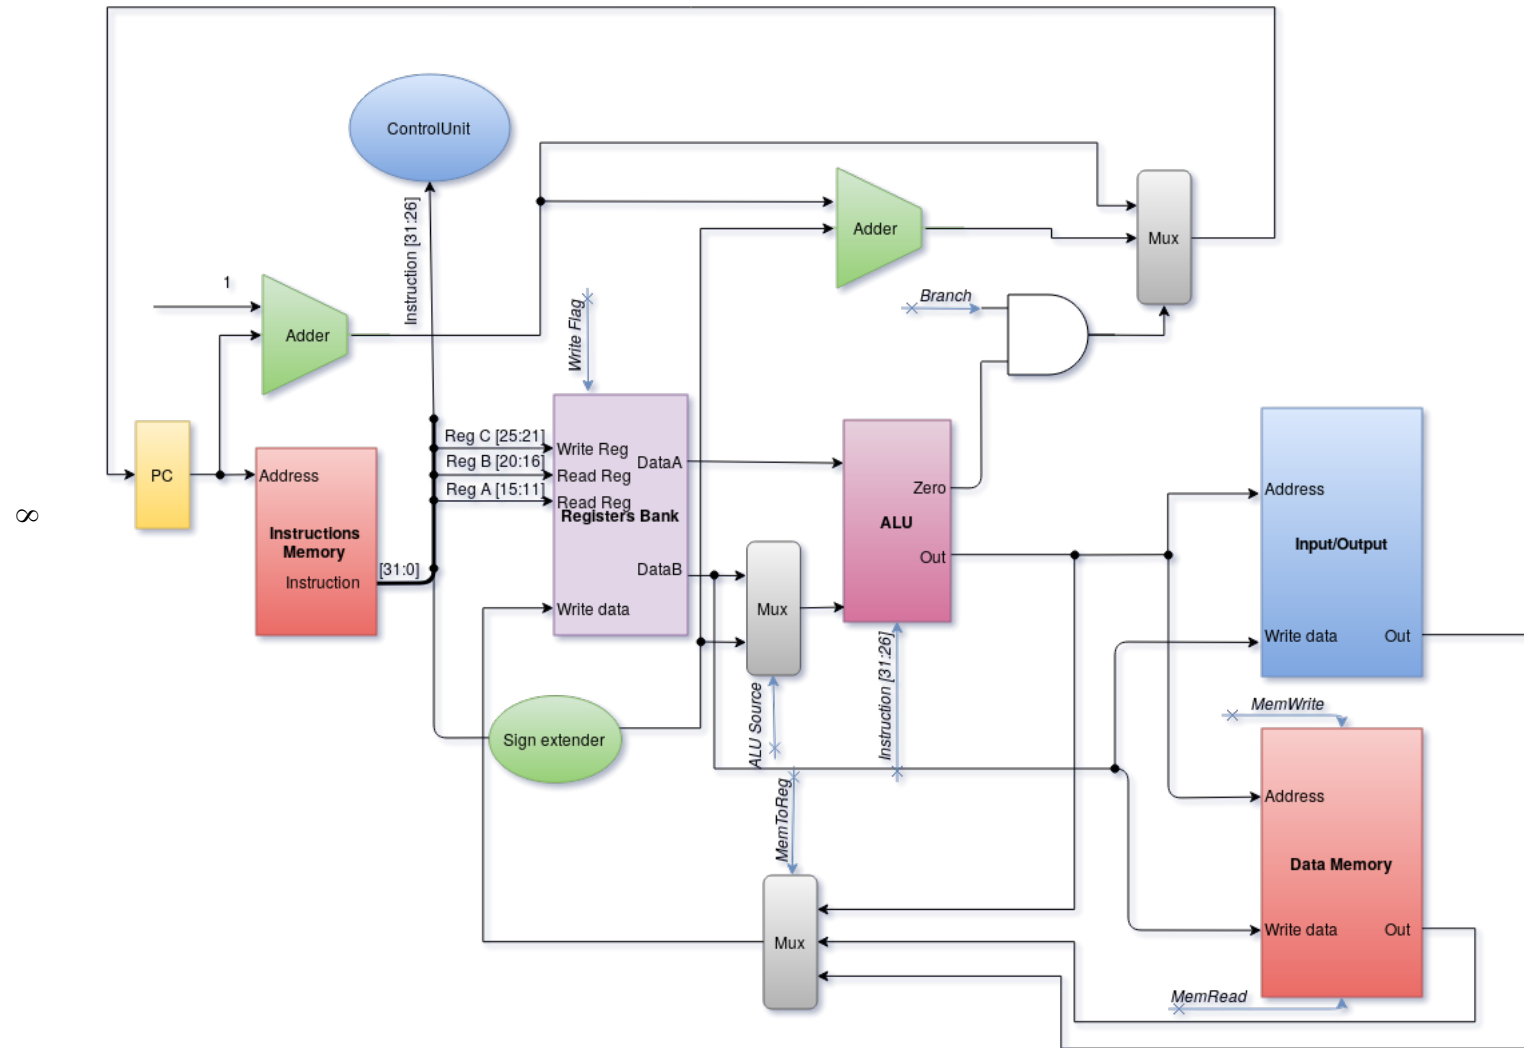 ControlUnit
Instruction [31:26]
1
Adder
Adder
Mux
Branch
Write Flag
PC
Address
Instructions
Memory
Instruction
[31:0]
Reg C [25:21]
Reg B [20:16]
Reg A [15:11]
Write Reg
Read Reg
Read Reg
Registers Bank
DataA
DataB
Write data
Zero
ALU
Out
Mux
ALU Source
Instruction [31:26]
Address
Input/Output
Write data
Out
∞
Sign extender
MemToReg
Mux
MemWrite
Address
Data Memory
Write data
Out
MemRead